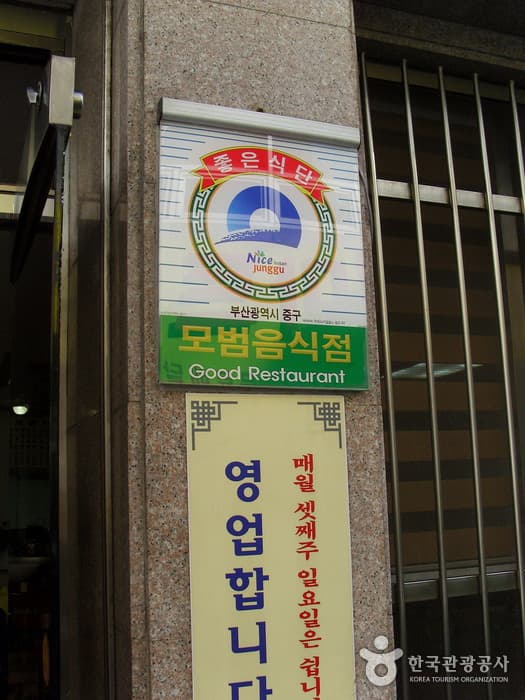 좋은식단
Nice busan
junggu
부산광역시 중구
모범음식점
Good Restaurant
영업합니다
매월 셋째주 일요일은 쉽니
한국관광공사
KOREA TOURISM ORGANIZATION